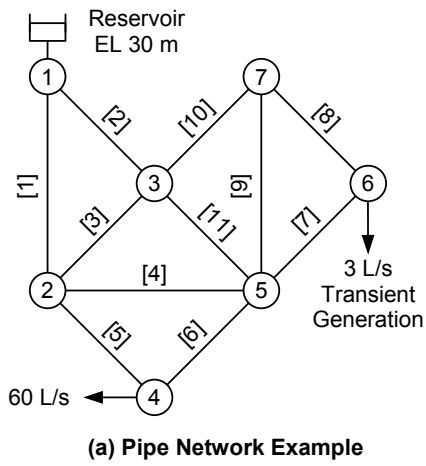 Reservoir
EL 30 m
1
7
[2]
[10]
[8]
[1]
3
[9]
6
[3]
[11]
[7]
3 L/s
Transient
Generation
[4]
2
5
[5]
[6]
60 L/s
4
(a) Pipe Network Example